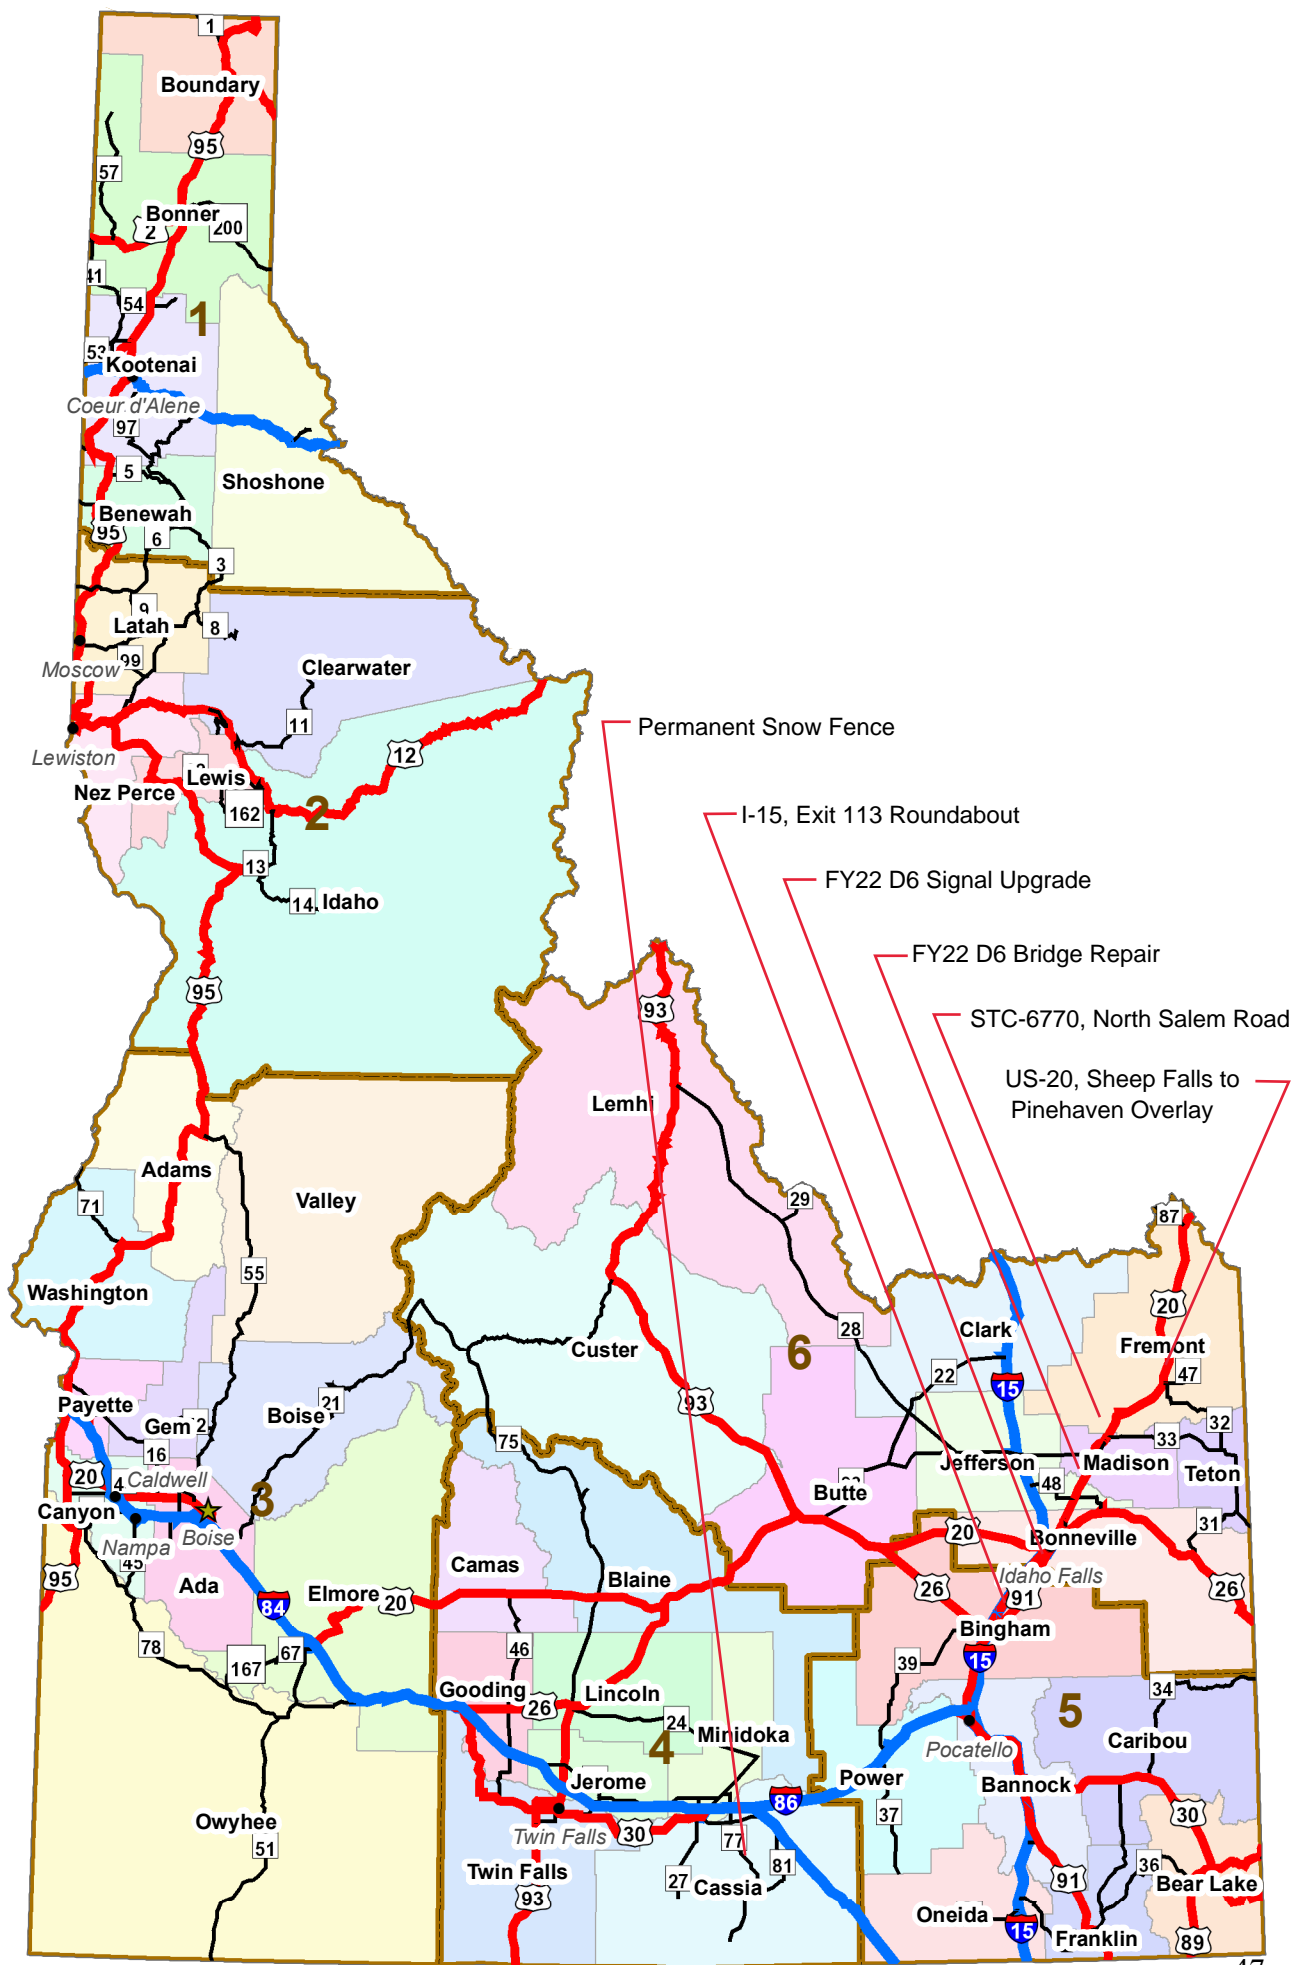 1
Boundary
95
57
Bonner
2
200
41
54
1
53
Kootenai
Coeur d'Alene
97
5
Shoshone
Benewah
95
6
3
9
Latah
8
99
Moscow
Clearwater
11
Permanent Snow Fence
Lewiston
12
Lewis
Nez Perce
162
2
I-15, Exit 113 Roundabout
13
14
Idaho
FY22 D6 Signal Upgrade
FY22 D6 Bridge Repair
95
93
STC-6770, North Salem Road
US-20, Sheep Falls to
Pinehaven Overlay
Lemhi
Adams
71
Valley
29
87
55
Washington
20
28
Clark
Fremont
Custer
6
22
47
15
93
Payette
21
Boise
Gem
32
16
75
33
Jefferson
Madison
Teton
20
Caldwell
4
48
Butte
3
Canyon
31
20
Bonneville
Nampa
Boise
45
Camas
Idaho Falls
95
Ada
Elmore
20
Blaine
26
91
26
84
Bingham
78
67
46
39
15
167
Gooding
26
Lincoln
34
24
5
Minidoka
4
Pocatello
Caribou
Jerome
Power
Bannock
86
37
30
Owyhee
51
Twin Falls
30
77
81
36
Twin Falls
27
Cassia
91
Bear Lake
93
Oneida
15
Franklin
89